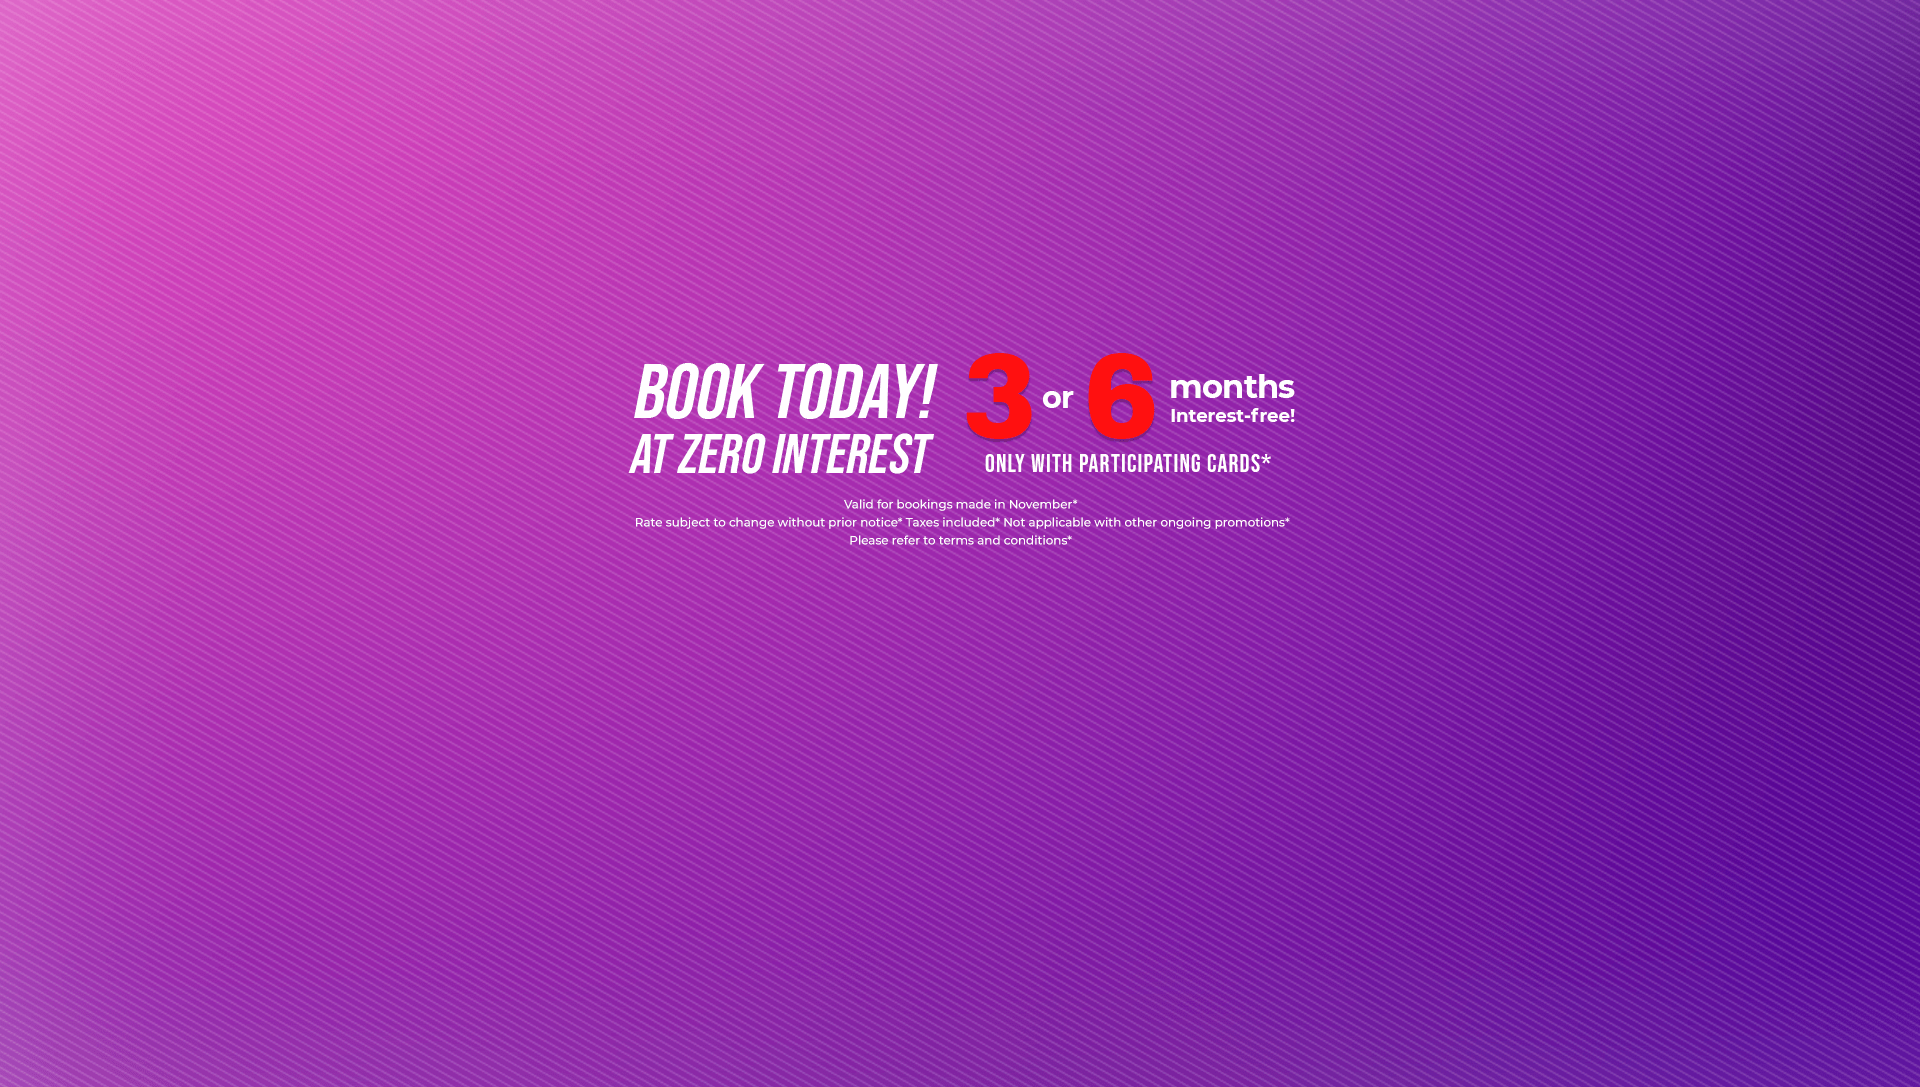 BOOK TODAY!
AT ZERO INTEREST
3 or 6 months
Interest-free!
ONLY WITH PARTICIPATING CARDS*
Valid for bookings made in November*
Rate subject to change without prior notice* Taxes included* Not applicable with other ongoing promotions*
Please refer to terms and conditions*